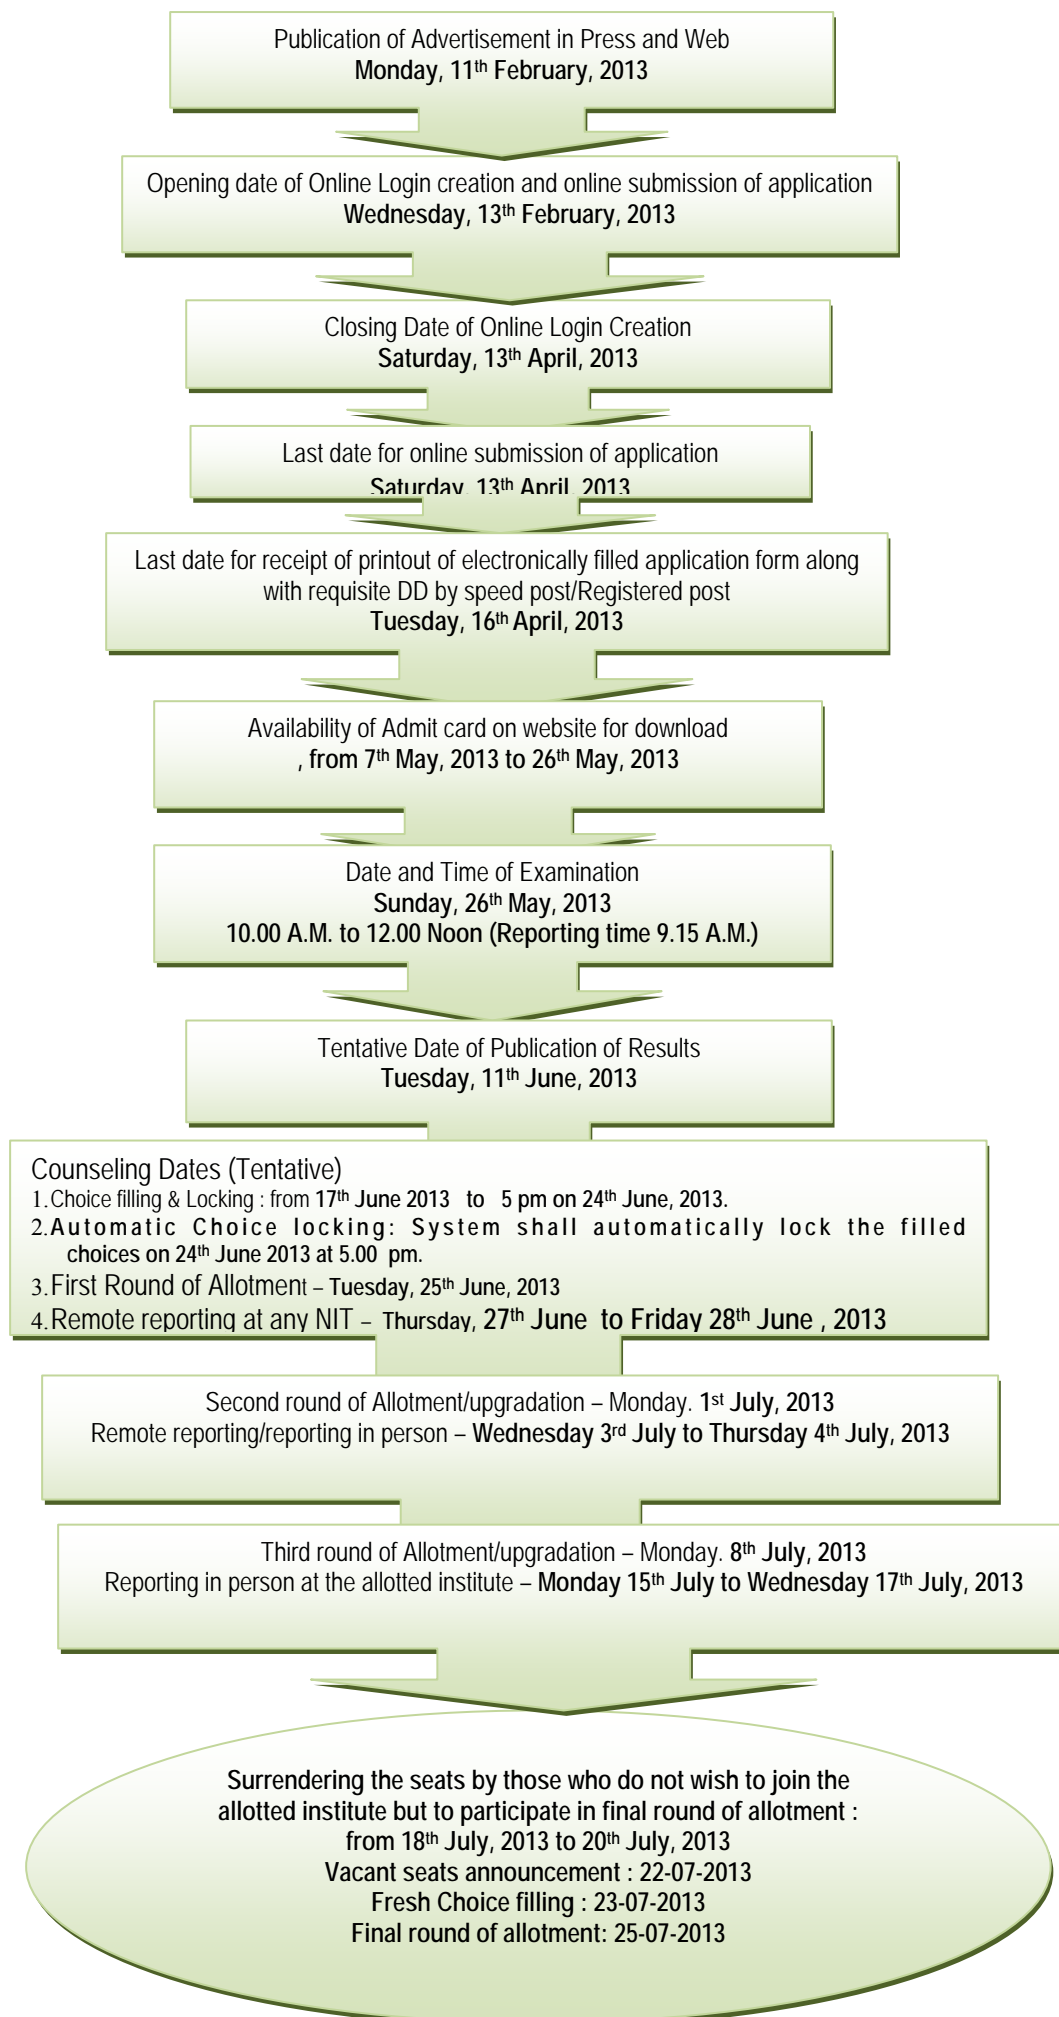 Publication of Advertisement in Press and Web
Monday, 11th February, 2013
Opening date of Online Login creation and online submission of application
Wednesday, 13th February, 2013
Closing Date of Online Login Creation
Saturday, 13th April, 2013
Last date for online submission of application
Saturday, 13th April, 2013
Last date for receipt of printout of electronically filled application form along
with requisite DD by speed post/Registered post
Tuesday, 16th April, 2013
Availability of Admit card on website for download
, from 7th May, 2013 to 26th May, 2013
Date and Time of Examination
Sunday, 26th May, 2013
10.00 A.M. to 12.00 Noon (Reporting time 9.15 A.M.)
Tentative Date of Publication of Results
Tuesday, 11th June, 2013
Counseling Dates (Tentative)
1. Choice filling & Locking : from 17th June 2013 to 5 pm on 24th June, 2013.
2. Automatic Choice locking: System shall automatically lock the filled
choices on 24th June 2013 at 5.00 pm.
3. First Round of Allotment – Tuesday, 25th June, 2013
4. Remote reporting at any NIT – Thursday, 27th June to Friday 28th June , 2013
Second round of Allotment/upgradation – Monday. 1st July, 2013
Remote reporting/reporting in person – Wednesday 3rd July to Thursday 4th July, 2013
Third round of Allotment/upgradation – Monday. 8th July, 2013
Reporting in person at the allotted institute – Monday 15th July to Wednesday 17th July, 2013
Surrendering the seats by those who do not wish to join the
allotted institute but to participate in final round of allotment :
from 18th July, 2013 to 20th July, 2013
Vacant seats announcement : 22-07-2013
Fresh Choice filling : 23-07-2013
Final round of allotment: 25-07-2013